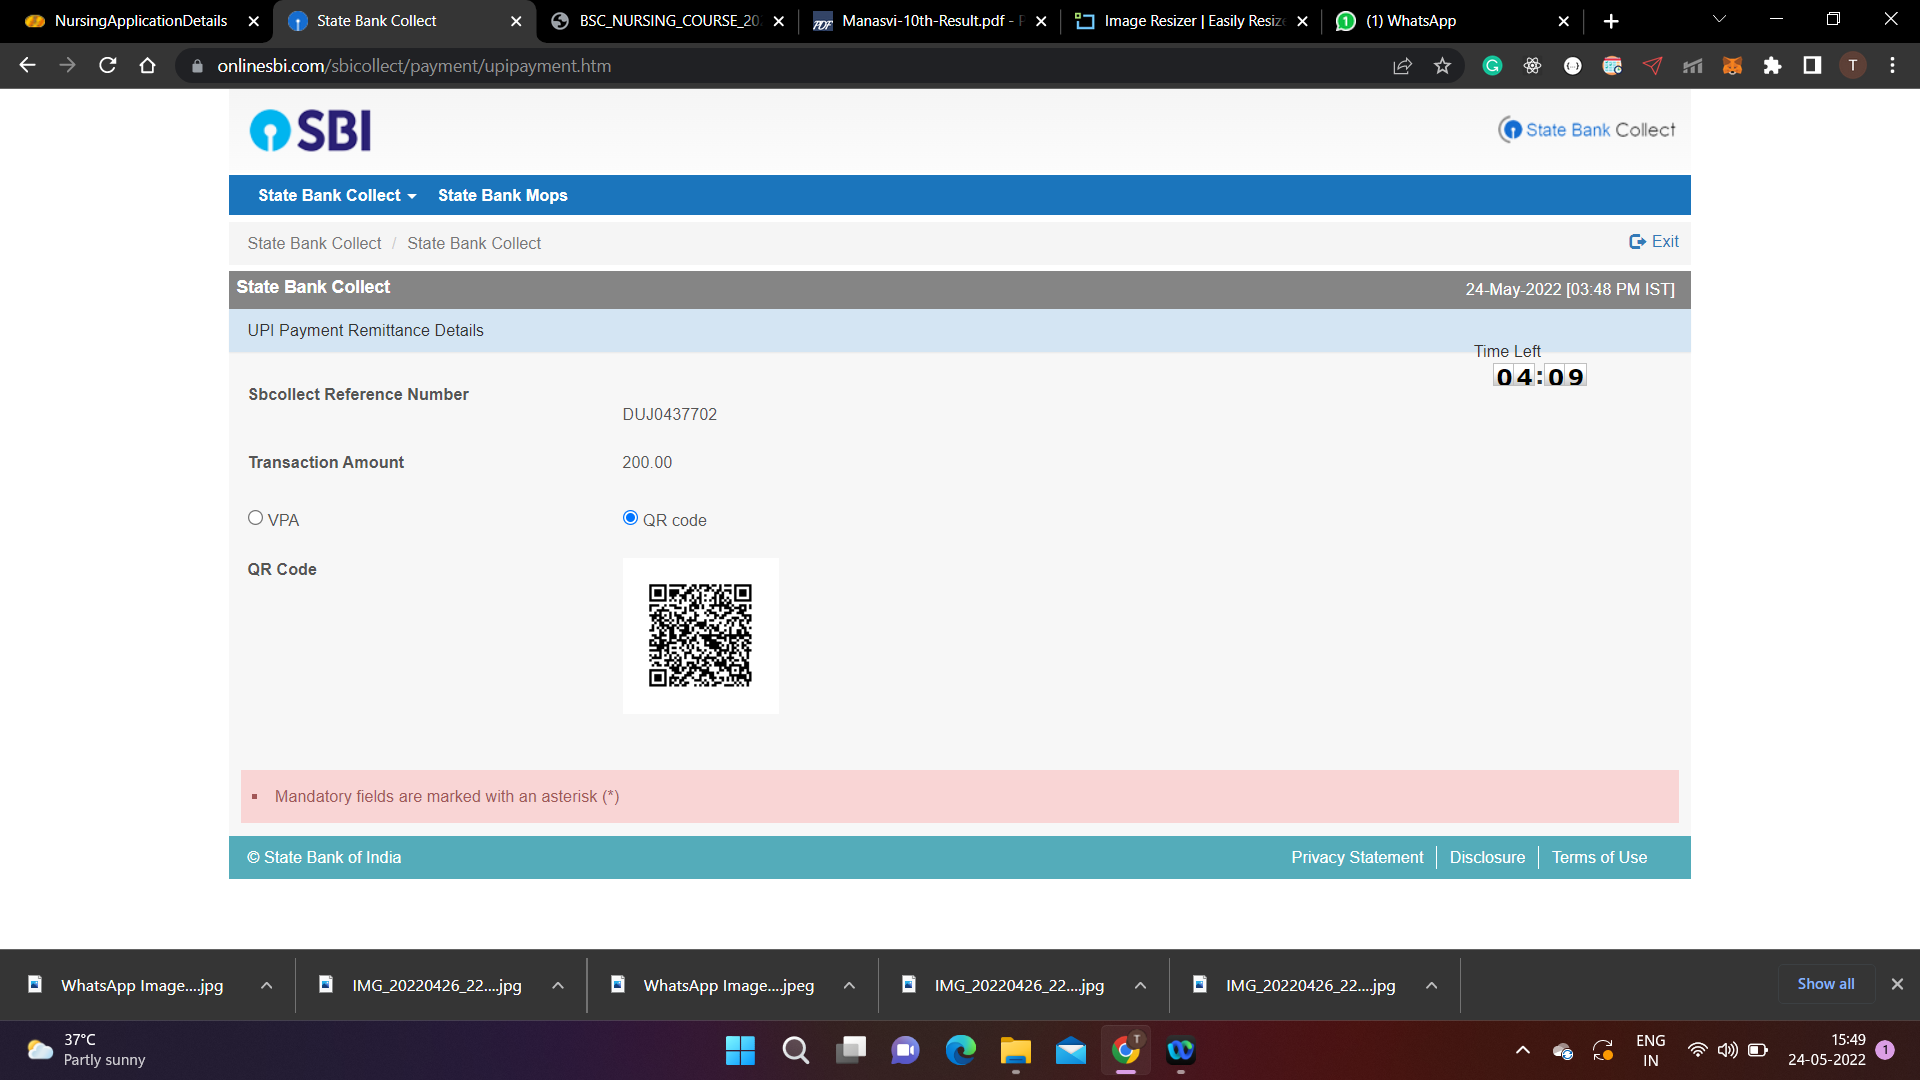 NursingApplicationDetails
State Bank Collect
BSC_NURSING_COURSE_20
Manasvi-10th-Result.pdf - P
Image Resizer | Easily Resize
(1) WhatsApp
onlinesbi.com/sbicollect/payment/upipayment.htm
T
SBI
State Bank Collect
State Bank Collect State Bank Mops
State Bank Collect / State Bank Collect
Exit
State Bank Collect
24-May-2022 [03:48 PM IST]
UPI Payment Remittance Details
Time Left
04:09
Sbcollect Reference Number
DUJ0437702
Transaction Amount
200.00
VPA
QR code
QR Code
Mandatory fields are marked with an asterisk (*)
© State Bank of India
Privacy Statement
Disclosure
Terms of Use
WhatsApp Image....jpg
IMG_20220426_22....jpg
WhatsApp Image....jpeg
IMG_20220426_22....jpg
IMG_20220426_22....jpg
Show all
37°C
Partly sunny
T
ENG
IN
15:49
24-05-2022
1